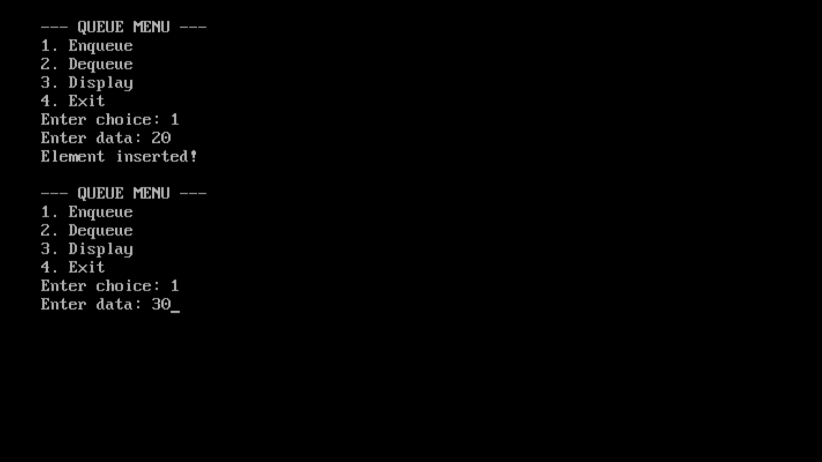 --- QUEUE MENU ---
1. Enqueue
2. Dequeue
3. Display
4. Exit
Enter choice: 1
Enter data: 20
Element inserted!
--- QUEUE MENU ---
1. Enqueue
2. Dequeue
3. Display
4. Exit
Enter choice: 1
Enter data: 30_